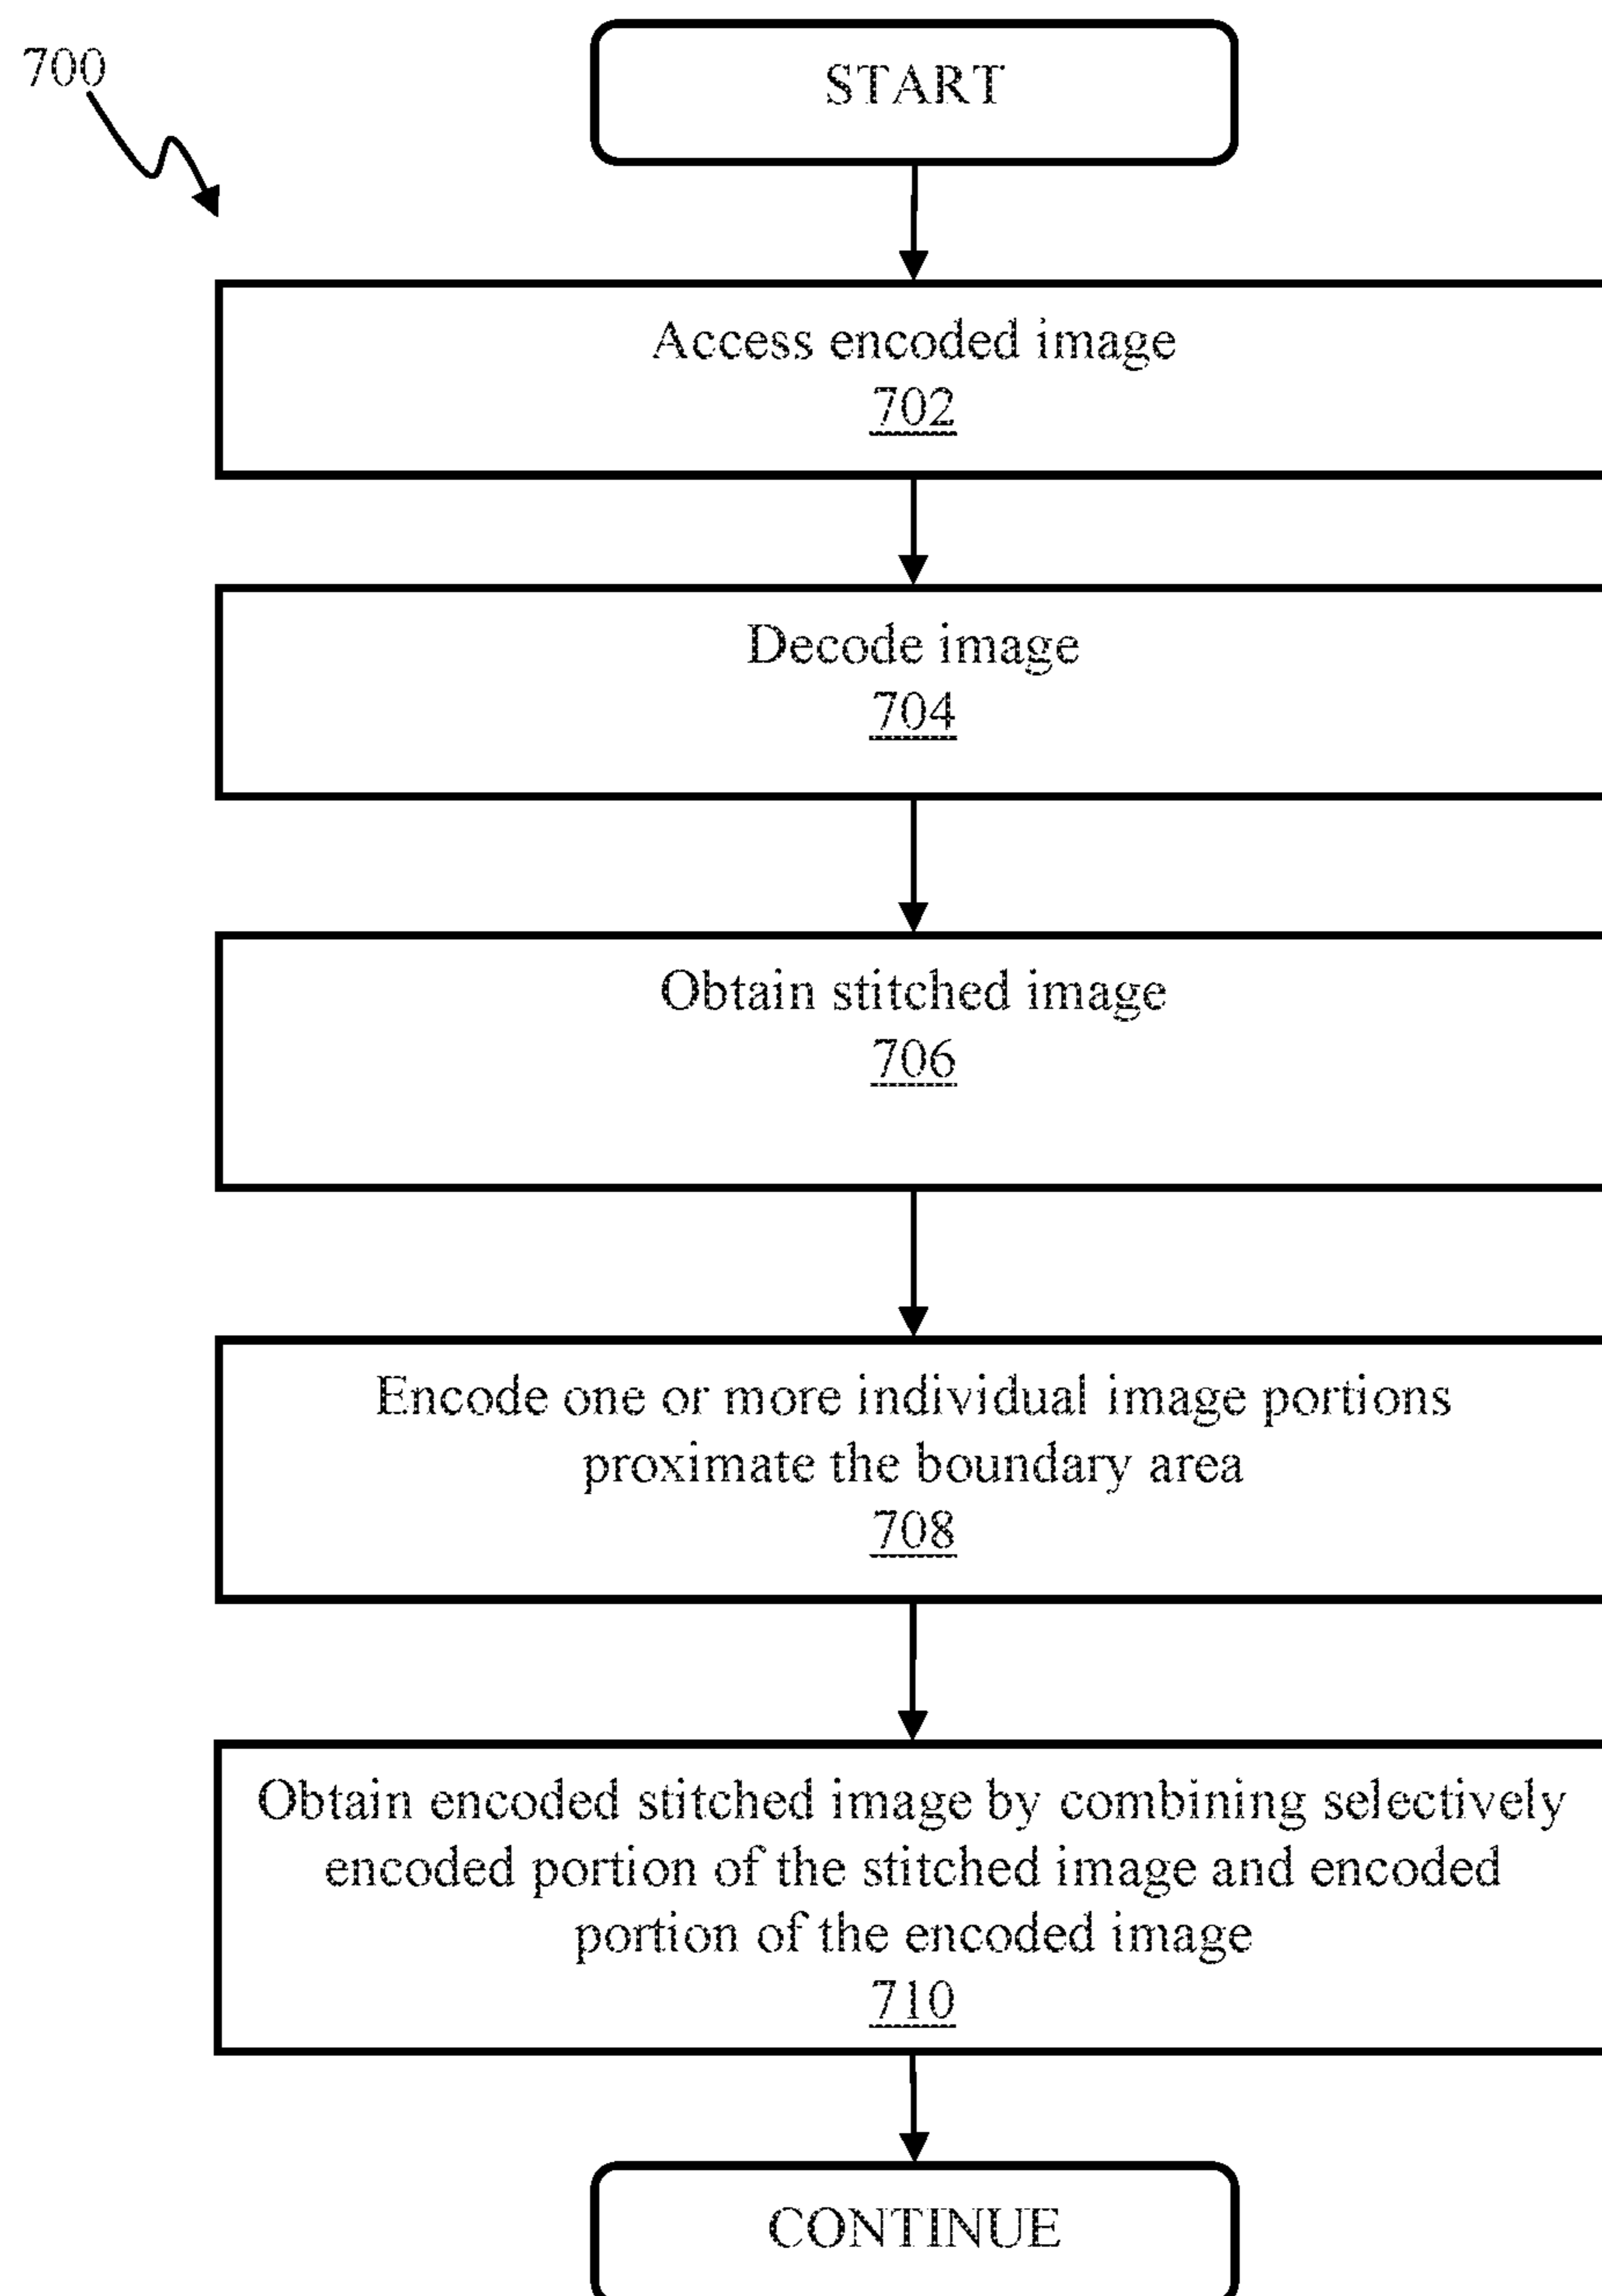 700
START
Access encoded image
702
Decode image
704
Obtain stitched image
706
Encode one or more individual image portions
proximate the boundary area
708
Obtain encoded stitched image by combining selectively
encoded portion of the stitched image and encoded
portion of the encoded image
710
CONTINUE